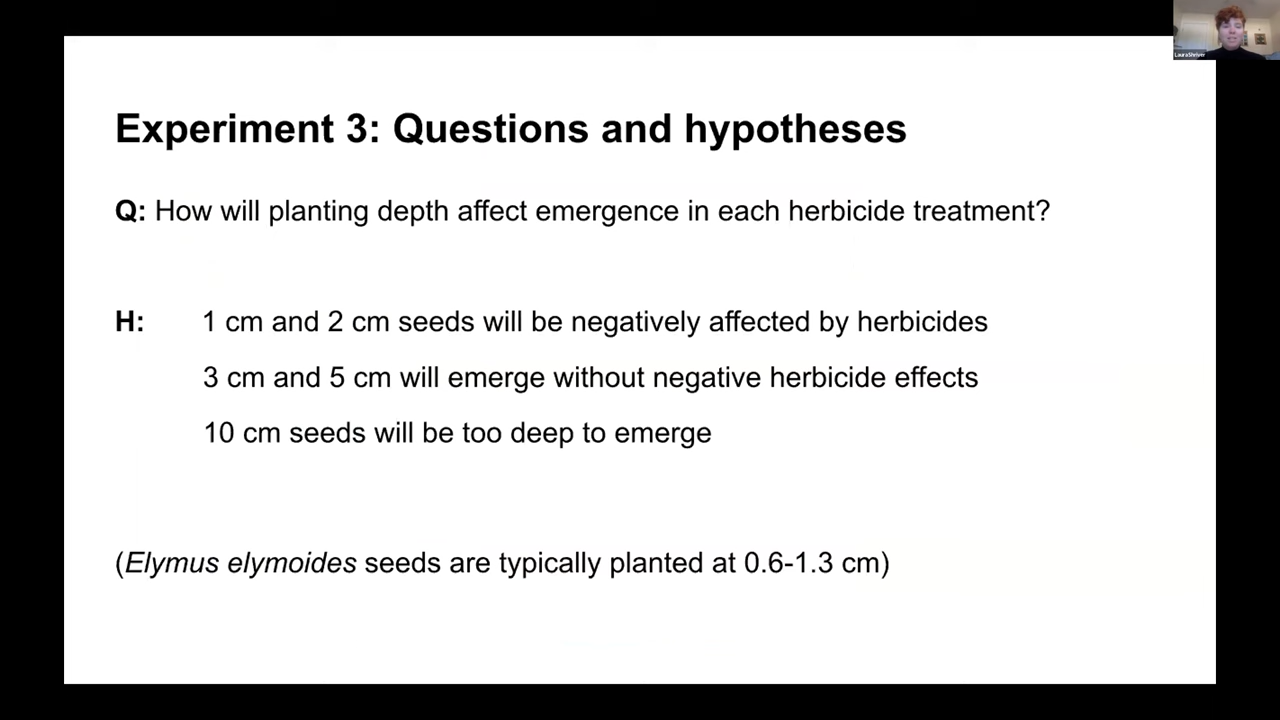 Experiment 3: Questions and hypotheses
Q: How will planting depth affect emergence in each herbicide treatment?
H: 1 cm and 2 cm seeds will be negatively affected by herbicides
3 cm and 5 cm will emerge without negative herbicide effects
10 cm seeds will be too deep to emerge
(Elymus elymoides seeds are typically planted at 0.6-1.3 cm)
Laura Shriver